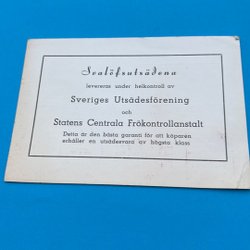 Svalöfsutsädena
levereras under helkontroll av
Sveriges Utsädesförening
och
Statens Centrala Frökontrollanstalt
Detta är den bästa garanti för att köparen
erhåller en utsädesvara av högsta klass